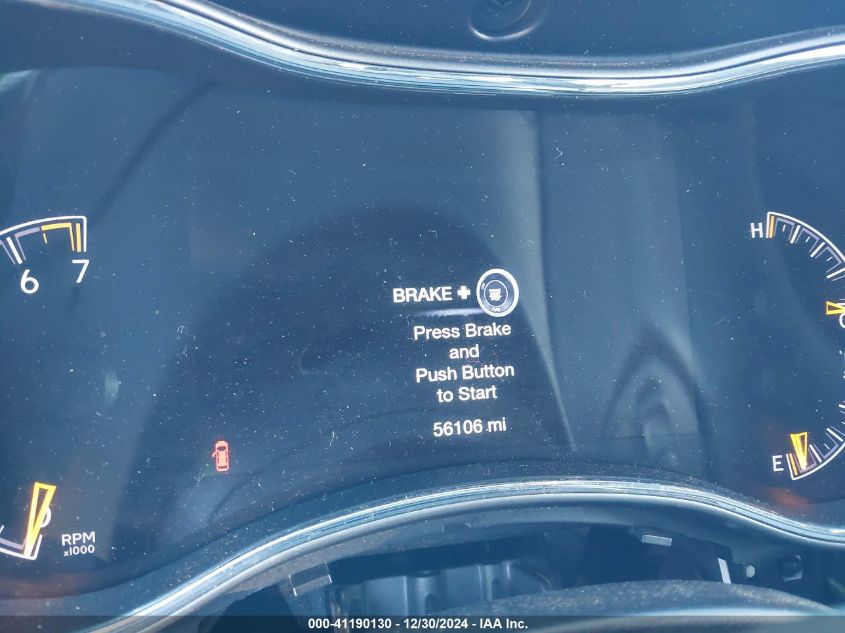 H
6 7
BRAKE +
Press Brake
and
Push Button
to Start
56106 mi
E
0
RPM
x1000
000-41190130 - 12/30/2024 - IAA Inc.